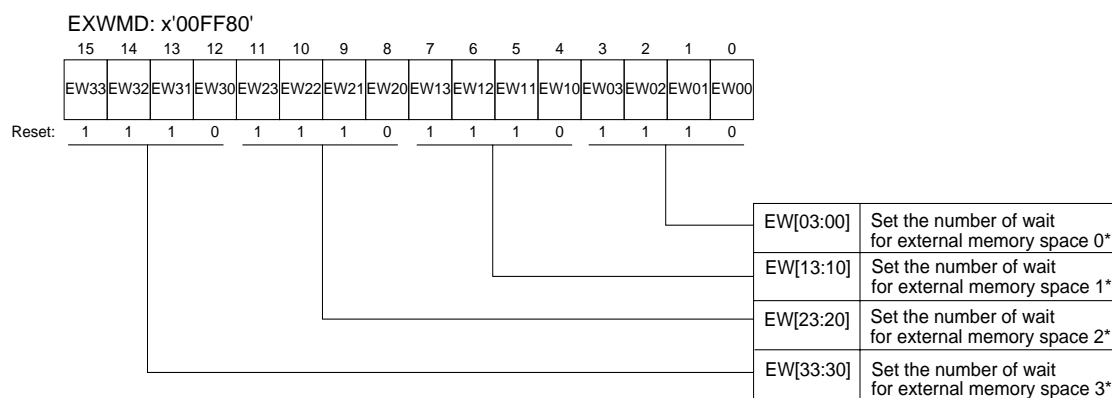 EXWMD: x'00FF80'
15 14 13 12 11 10 9 8 7 6 5 4 3 2 1 0
EW33 EW32 EW31 EW30 EW23 EW22 EW21 EW20 EW13 EW12 EW11 EW10 EW03 EW02 EW01 EW00
Reset: 1 1 1 0 1 1 1 0 1 1 1 0 1 1 1 0
EW[03:00] Set the number of wait
for external memory space 0*
EW[13:10] Set the number of wait
for external memory space 1*
EW[23:20] Set the number of wait
for external memory space 2*
EW[33:30] Set the number of wait
for external memory space 3*